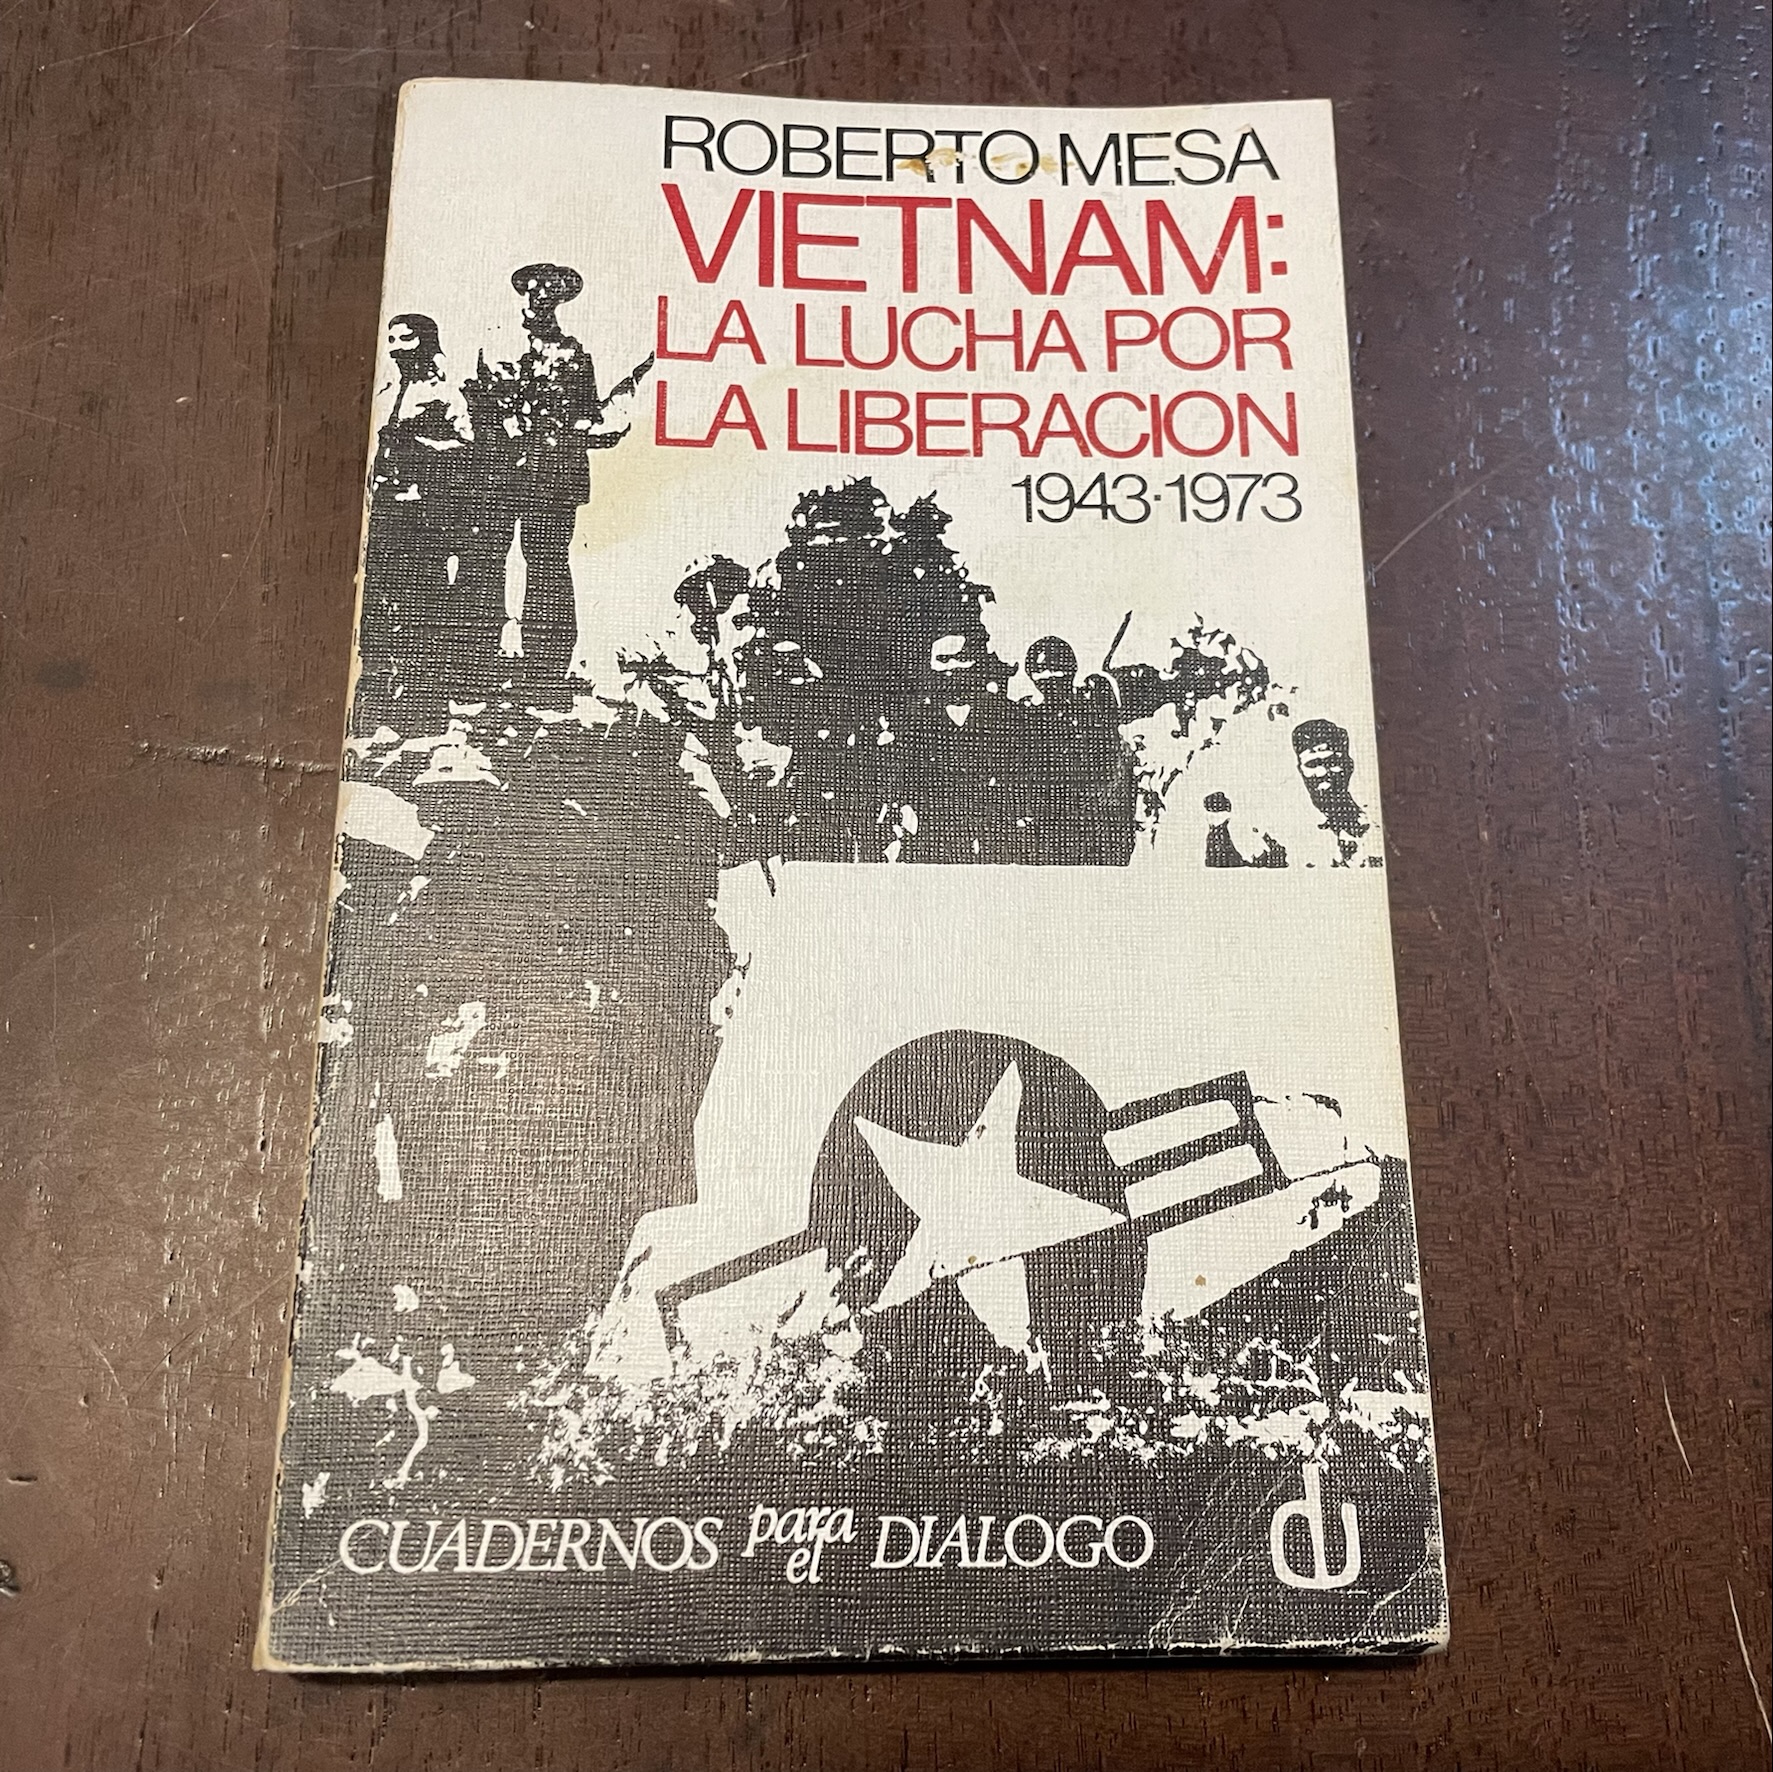 ROBERTO MESA
VIETNAM:
LA LUCHA POR
LA LIBERACION
1943·1973
CUADERNOS para el DIALOGO